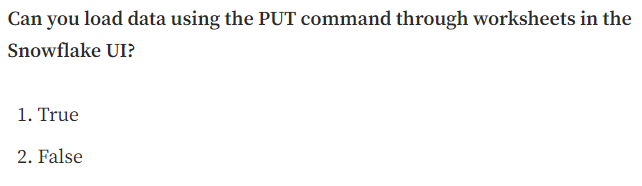 Can you load data using the PUT command through worksheets in the
Snowflake UI?
1. True
2. False